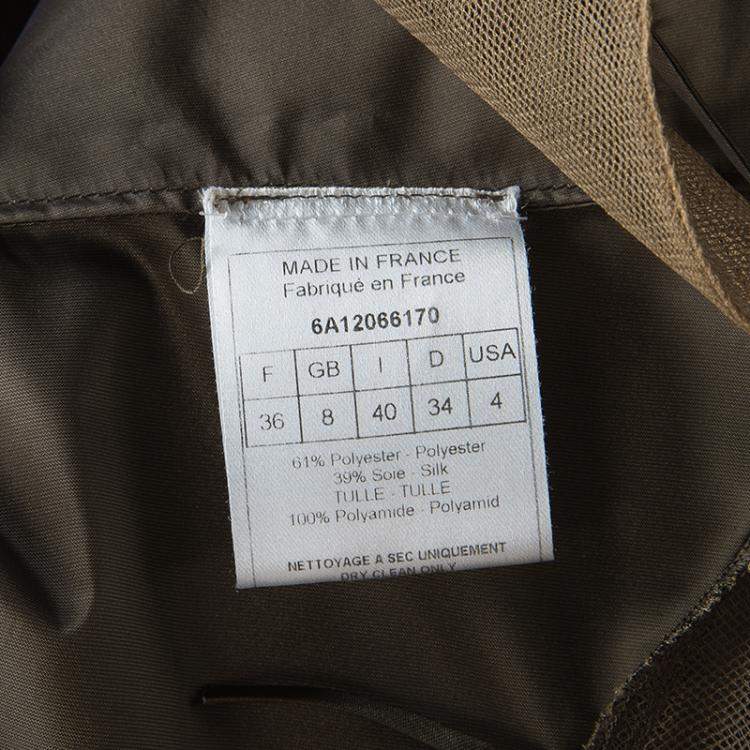 MADE IN FRANCE
Fabriqué en France
6A12066170
F GB I D USA
36 8 40 34 4
61% Polyester - Polyester
39% Soie - Silk
TULLE - TULLE
100% Polyamide - Polyamid
NETTOYAGE A SEC UNIQUEMENT
DRY CLEAN ONLY